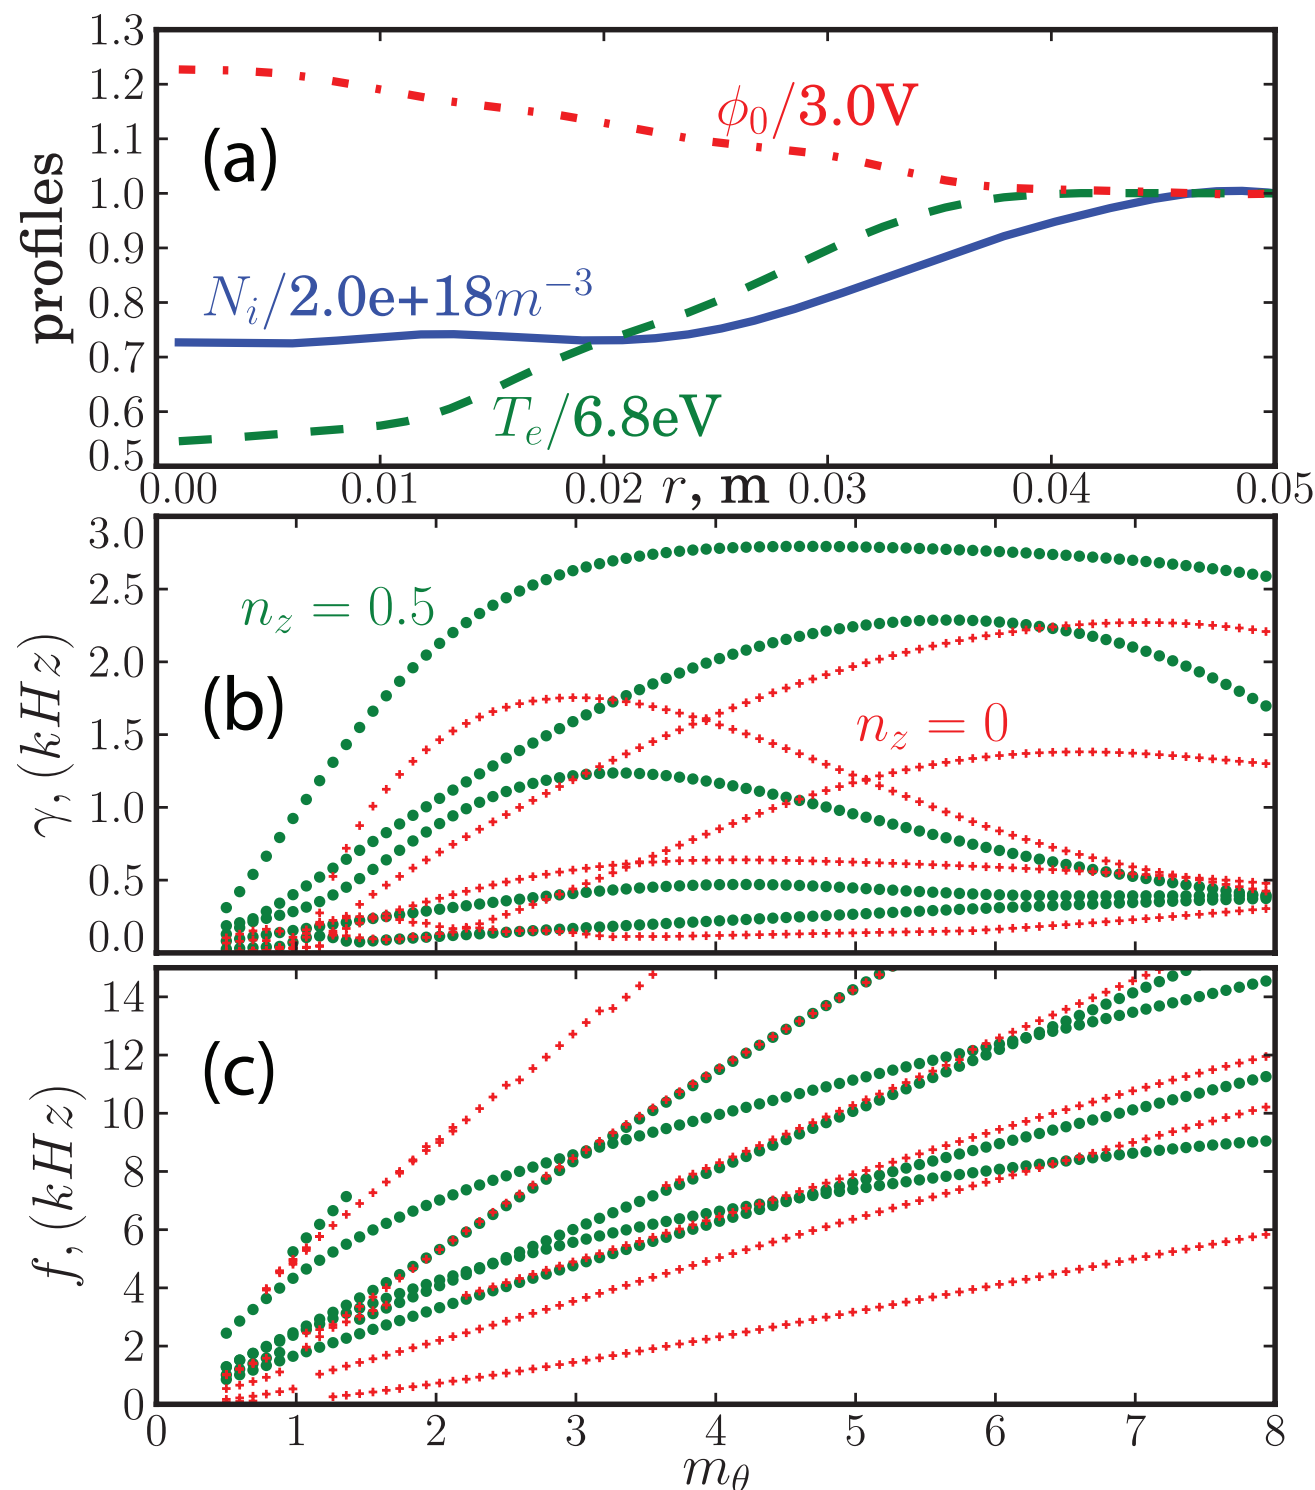 1.3
1.2
1.1
1.0
0.9
0.8
0.7
0.6
0.5
profiles
(a)
ϕ₀/3.0V
Nᵢ/2.0e+18m⁻³
Tₑ/6.8eV
0.00 0.01 0.02 r, m 0.03 0.04 0.05
3.0
2.5
2.0
1.5
1.0
0.5
0.0
γ, (kHz)
n_z = 0.5
(b)
n_z = 0
14
12
10
8
6
4
2
0
f, (kHz)
(c)
0 1 2 3 4 5 6 7 8
m_θ